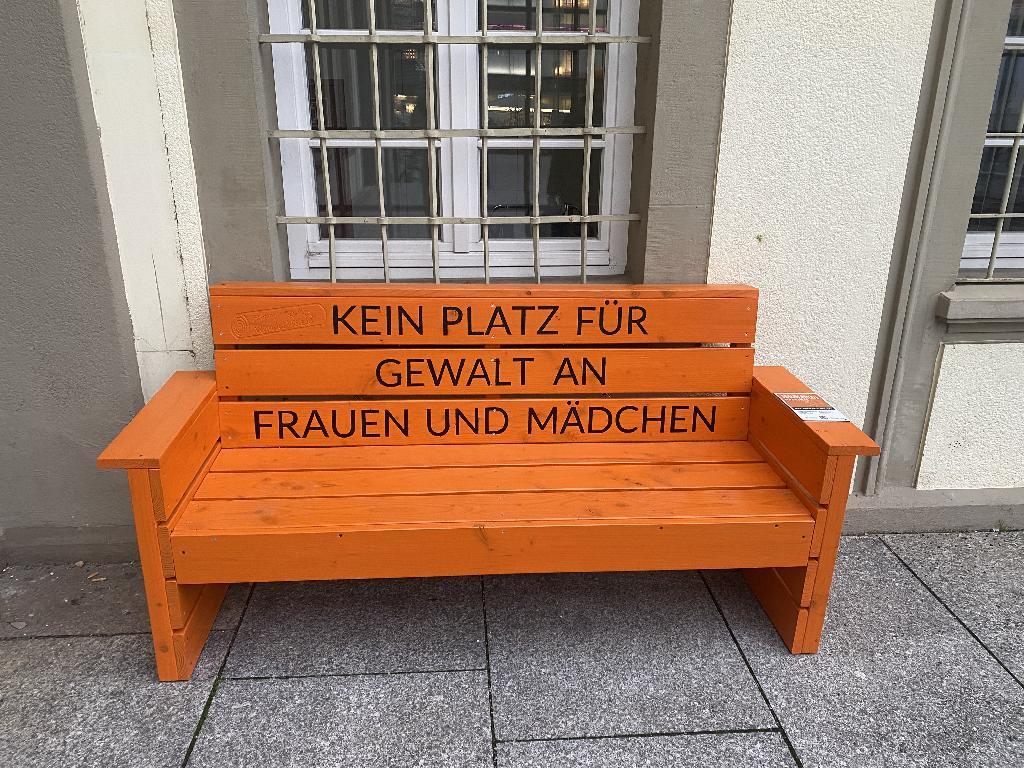 KEIN PLATZ FÜR
GEWALT AN
FRAUEN UND MÄDCHEN